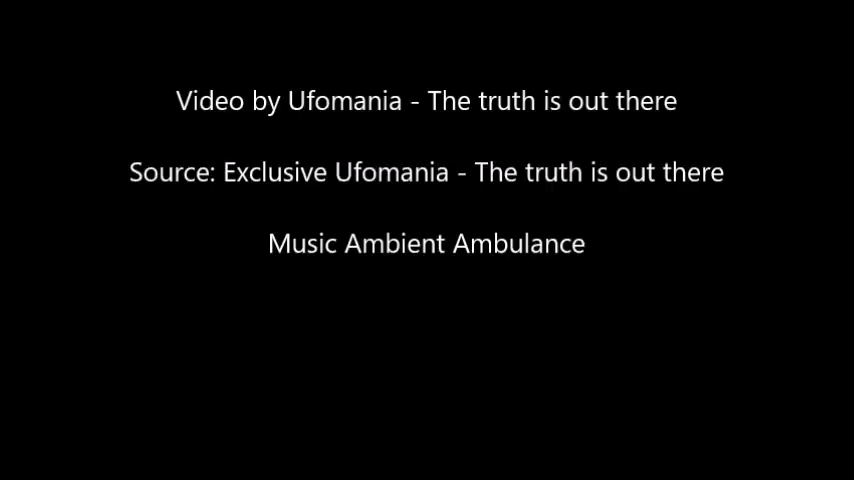 Video by Ufomania - The truth is out there
Source: Exclusive Ufomania - The truth is out there
Music Ambient Ambulance